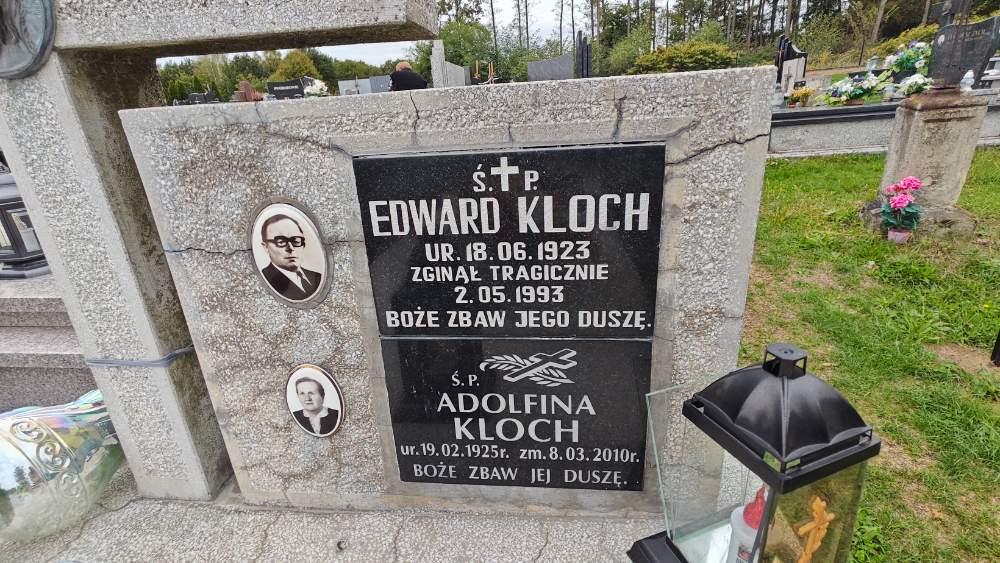 Ś. P.
EDWARD KLOCH
UR. 18.06.1923
ZGINĄŁ TRAGICZNIE
2.05.1993
BOŻE ZBAW JEGO DUSZĘ.
Ś.P.
ADOLFINA
KLOCH
ur. 19.02.1925r. zm. 8.03.2010r.
BOŻE ZBAW JEJ DUSZĘ.